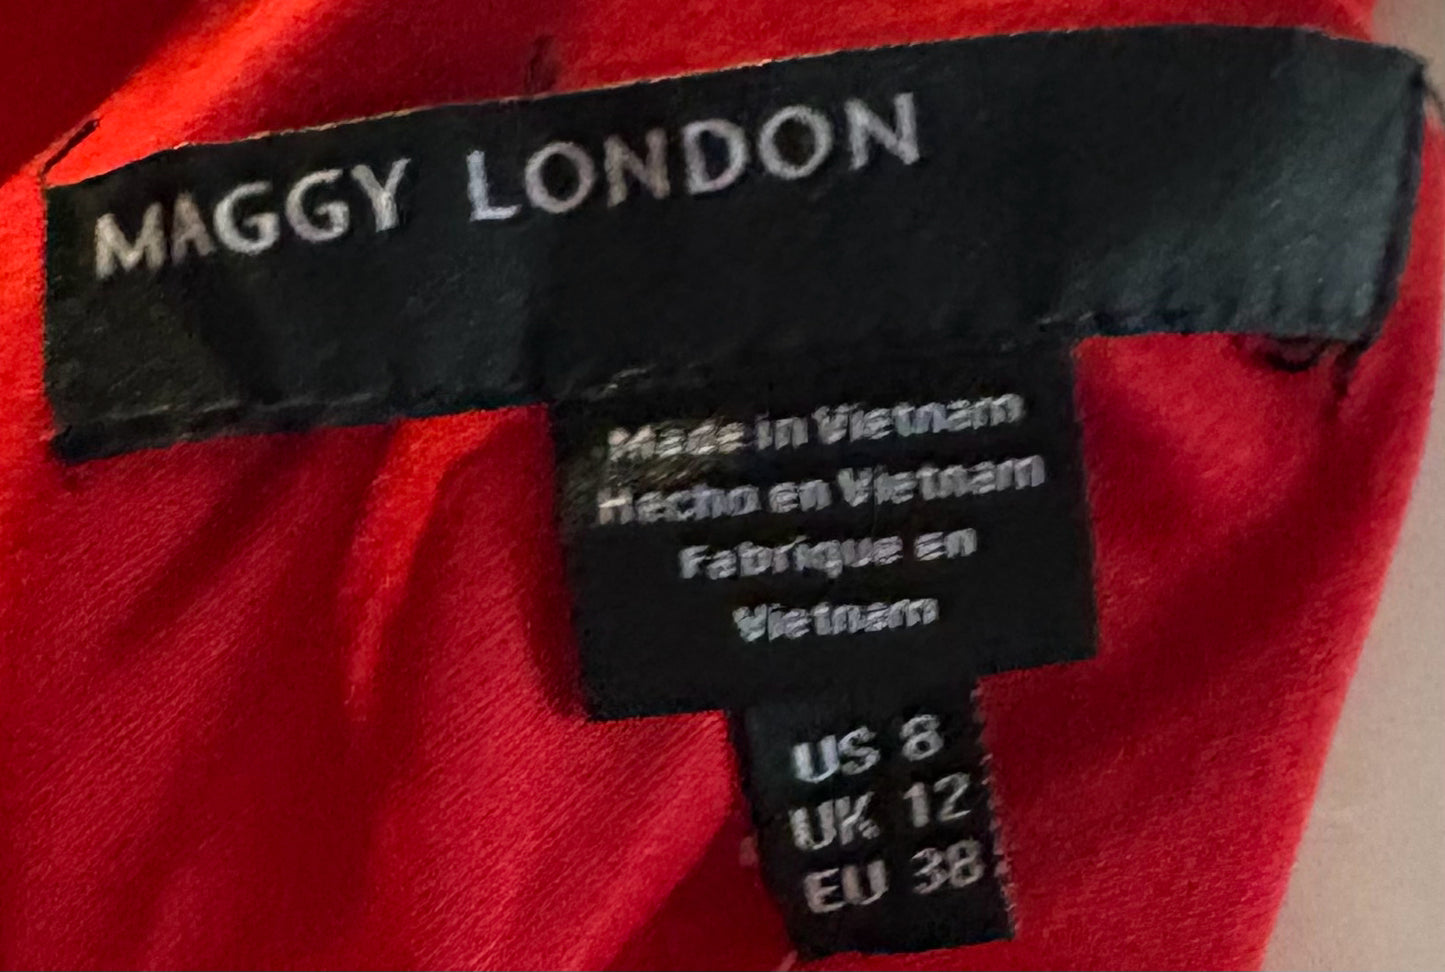 MAGGY LONDON
Made in Vietnam
Hecho en Vietnam
Fabrique en
Vietnam
US 8
UK 12
EU 38